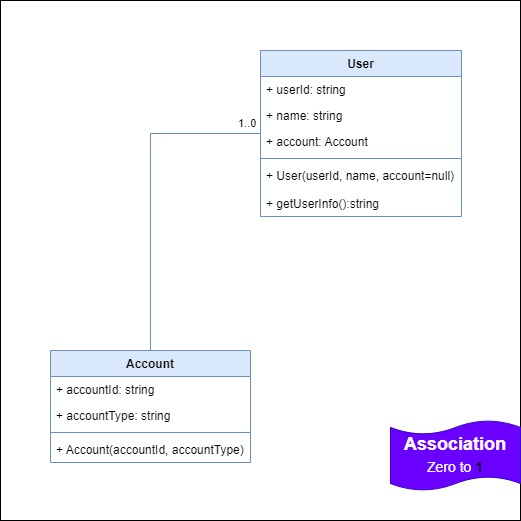 User
+ userId: string
+ name: string
1..0
+ account: Account
+ User(userId, name, account=null)
+ getUserInfo():string
Account
+ accountId: string
+ accountType: string
+ Account(accountId, accountType)
Association
Zero to 1